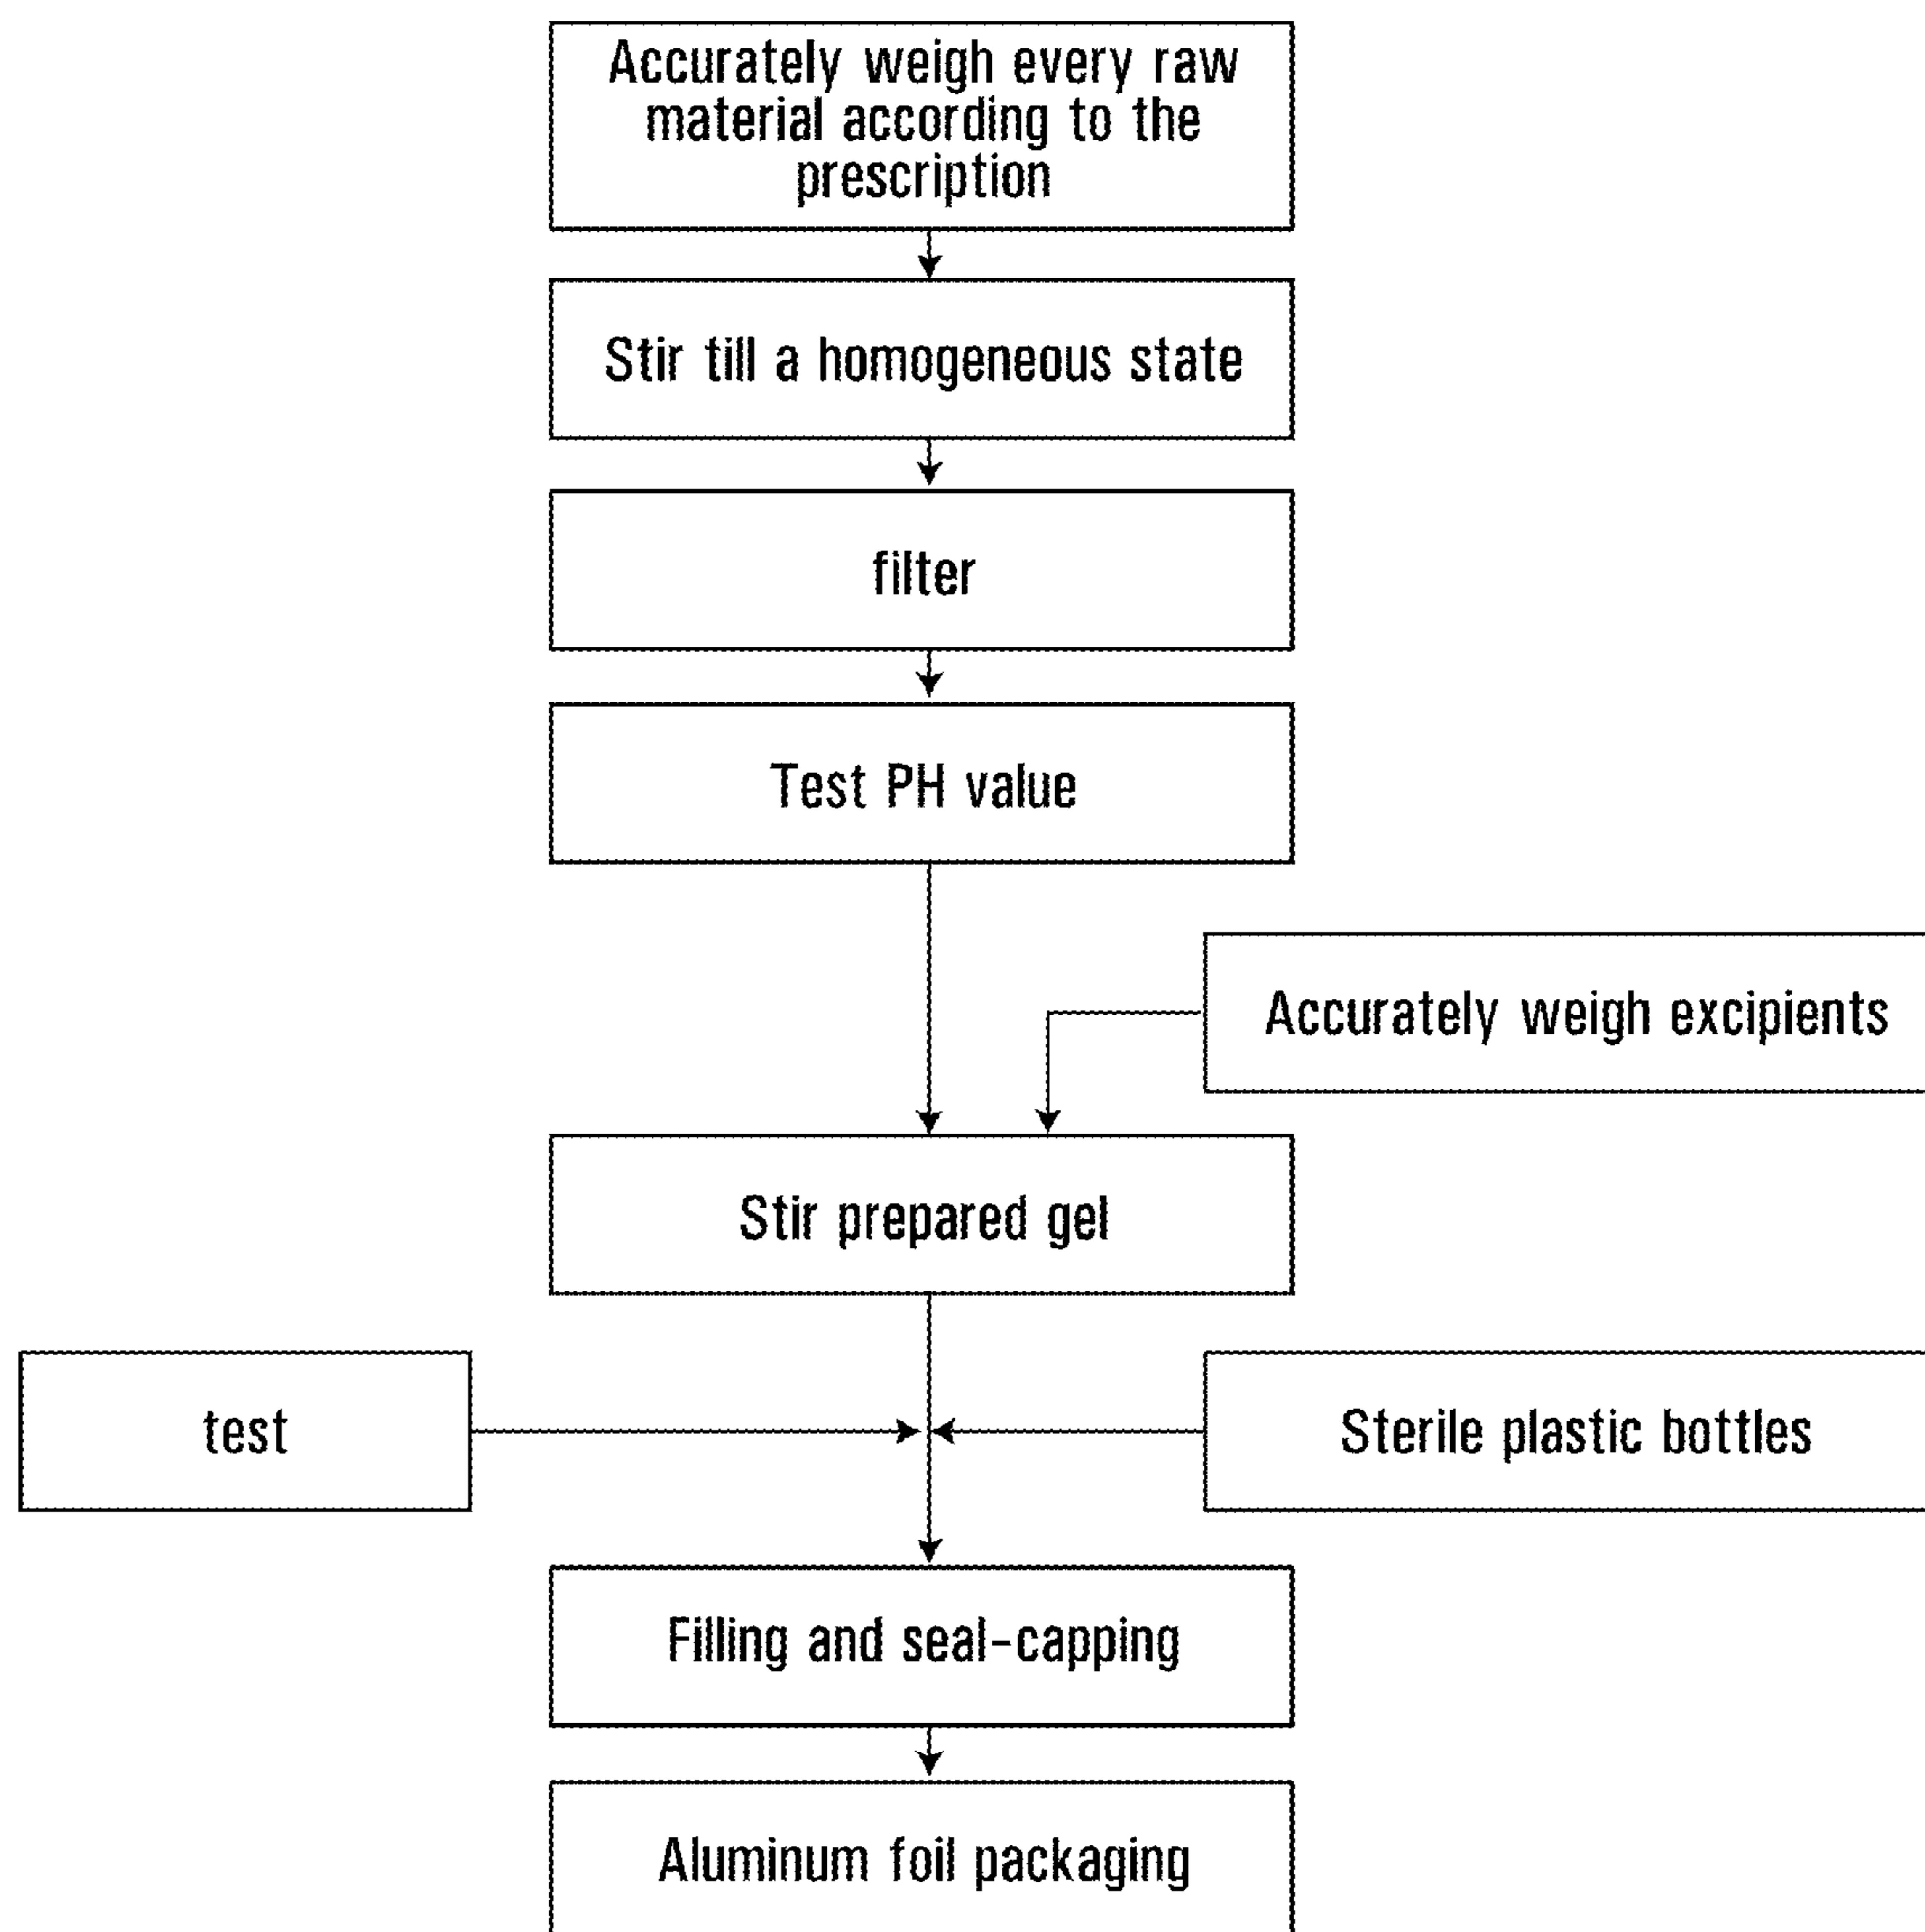 Accurately weigh every raw
material according to the
prescription
Stir till a homogeneous state
filter
Test PH value
Accurately weigh excipients
Stir prepared gel
test
Sterile plastic bottles
Filling and seal-capping
Aluminum foil packaging